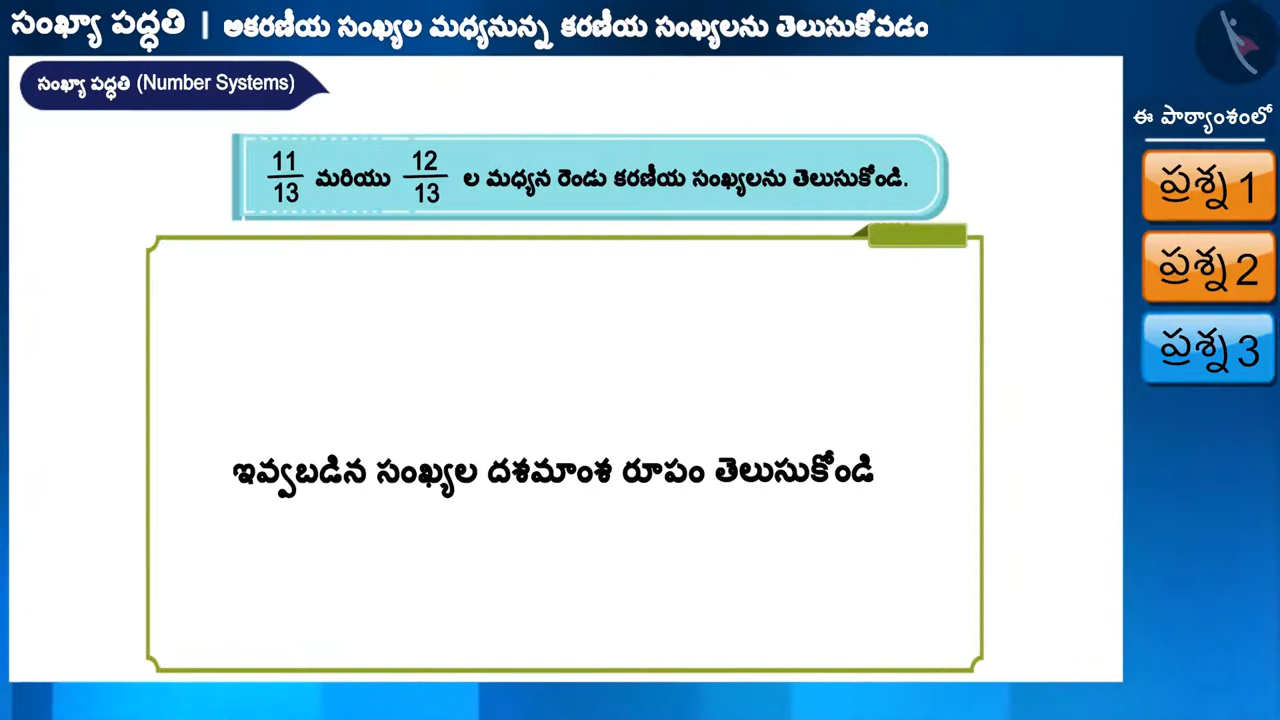 సంఖ్యా పద్ధతి | అకరణీయ సంఖ్యల మధ్యనున్న కరణీయ సంఖ్యలను తెలుసుకోవడం
సంఖ్యా పద్ధతి (Number Systems)
11/13 మరియు 12/13 ల మధ్యన రెండు కరణీయ సంఖ్యలను తెలుసుకోండి.
ఇవ్వబడిన సంఖ్యల దశమాంశ రూపం తెలుసుకోండి
ఈ పాఠ్యాంశంలో
ప్రశ్న 1
ప్రశ్న 2
ప్రశ్న 3